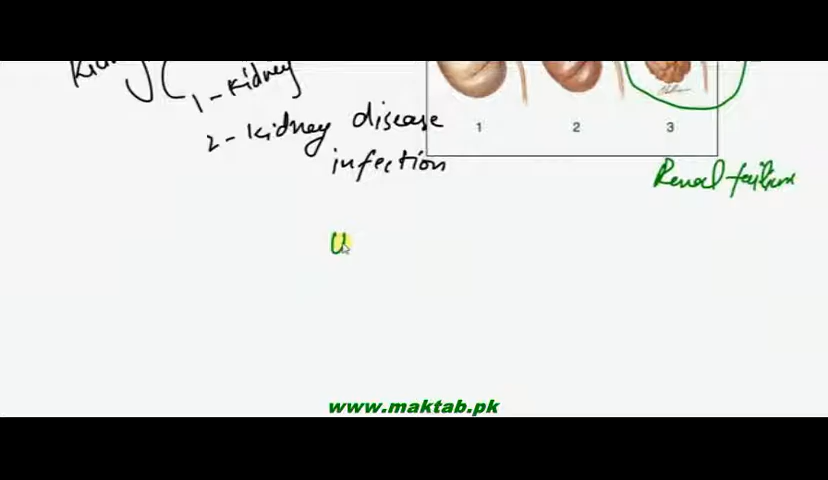 1 - Kidney
2 - Kidney disease
infection
1 2 3
Renal failure
U
www.maktab.pk